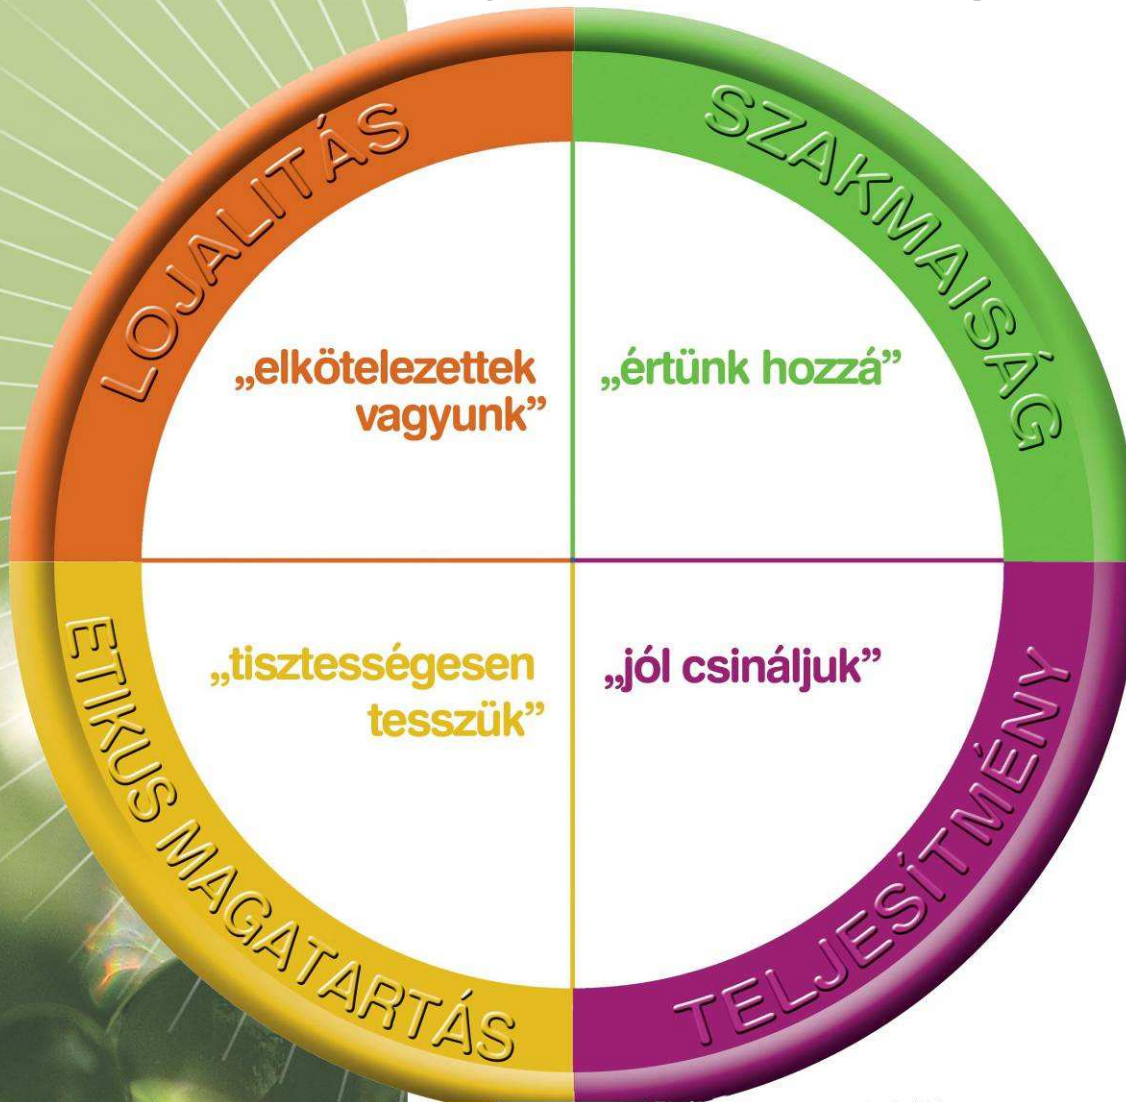 LOJALITÁS
SZAKMAISÁG
„elkötelezettek
vagyunk”
„értünk hozzá”
„tisztességesen
tesszük”
„jól csináljuk”
ETIKUS MAGATARTÁS
TELJESÍTMÉNY